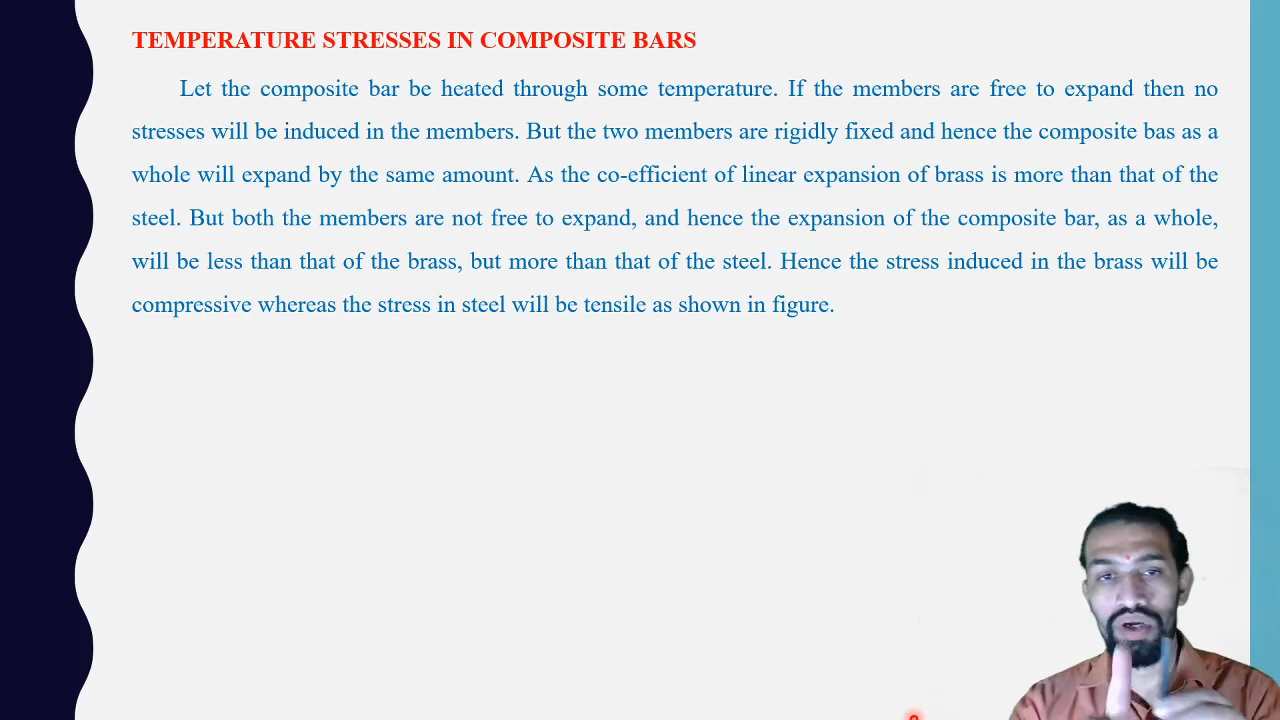 TEMPERATURE STRESSES IN COMPOSITE BARS
Let the composite bar be heated through some temperature. If the members are free to expand then no
stresses will be induced in the members. But the two members are rigidly fixed and hence the composite bas as a
whole will expand by the same amount. As the co-efficient of linear expansion of brass is more than that of the
steel. But both the members are not free to expand, and hence the expansion of the composite bar, as a whole,
will be less than that of the brass, but more than that of the steel. Hence the stress induced in the brass will be
compressive whereas the stress in steel will be tensile as shown in figure.